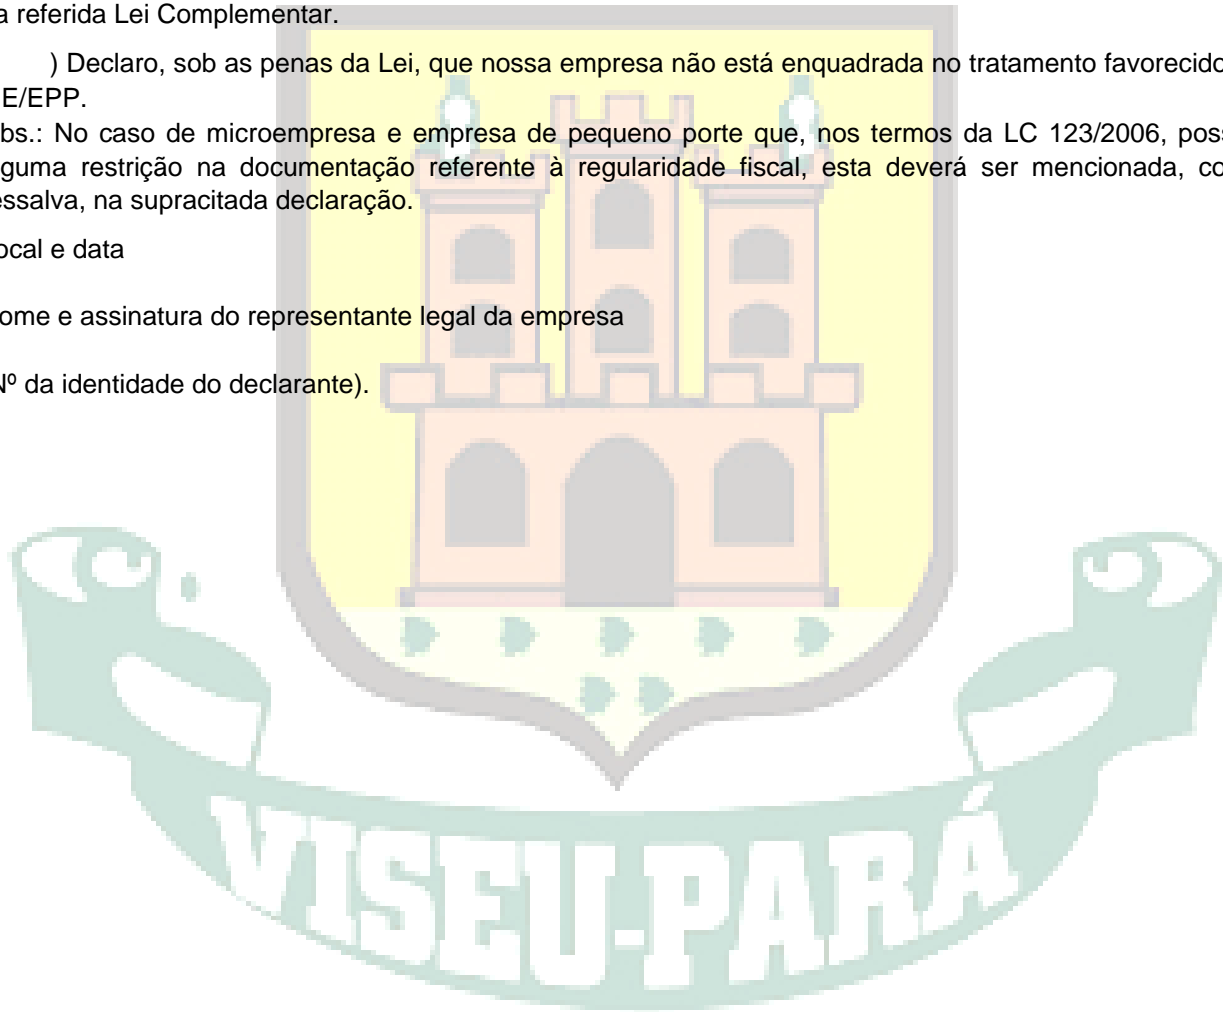 a referida Lei Complementar.
) Declaro, sob as penas da Lei, que nossa empresa não está enquadrada no tratamento favorecido
E/EPP.
bs.: No caso de microempresa e empresa de pequeno porte que, nos termos da LC 123/2006, poss
guma restrição na documentação referente à regularidade fiscal, esta deverá ser mencionada, co
essalva, na supracitada declaração.
ocal e data
ome e assinatura do representante legal da empresa
Nº da identidade do declarante).
VISEU-PARÁ